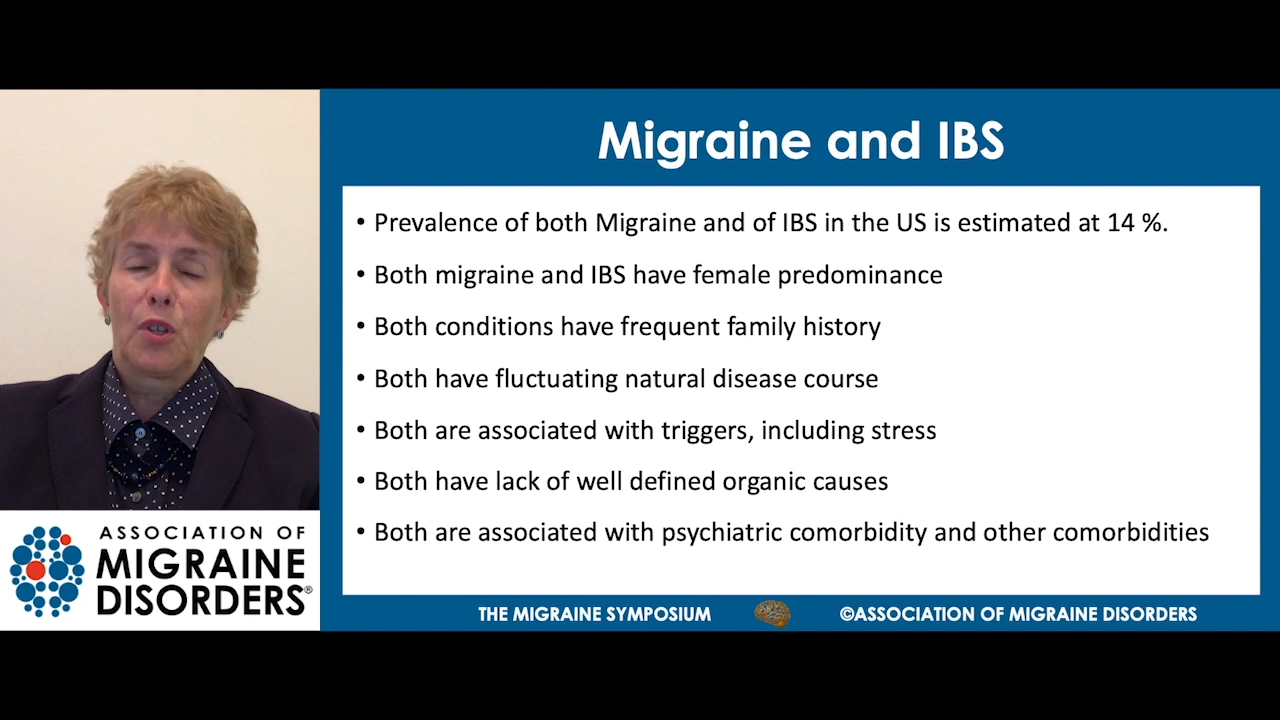 Migraine and IBS
• Prevalence of both Migraine and of IBS in the US is estimated at 14 %.
• Both migraine and IBS have female predominance
• Both conditions have frequent family history
• Both have fluctuating natural disease course
• Both are associated with triggers, including stress
• Both have lack of well defined organic causes
• Both are associated with psychiatric comorbidity and other comorbidities
ASSOCIATION OF
MIGRAINE
DISORDERS®
THE MIGRAINE SYMPOSIUM
©ASSOCIATION OF MIGRAINE DISORDERS